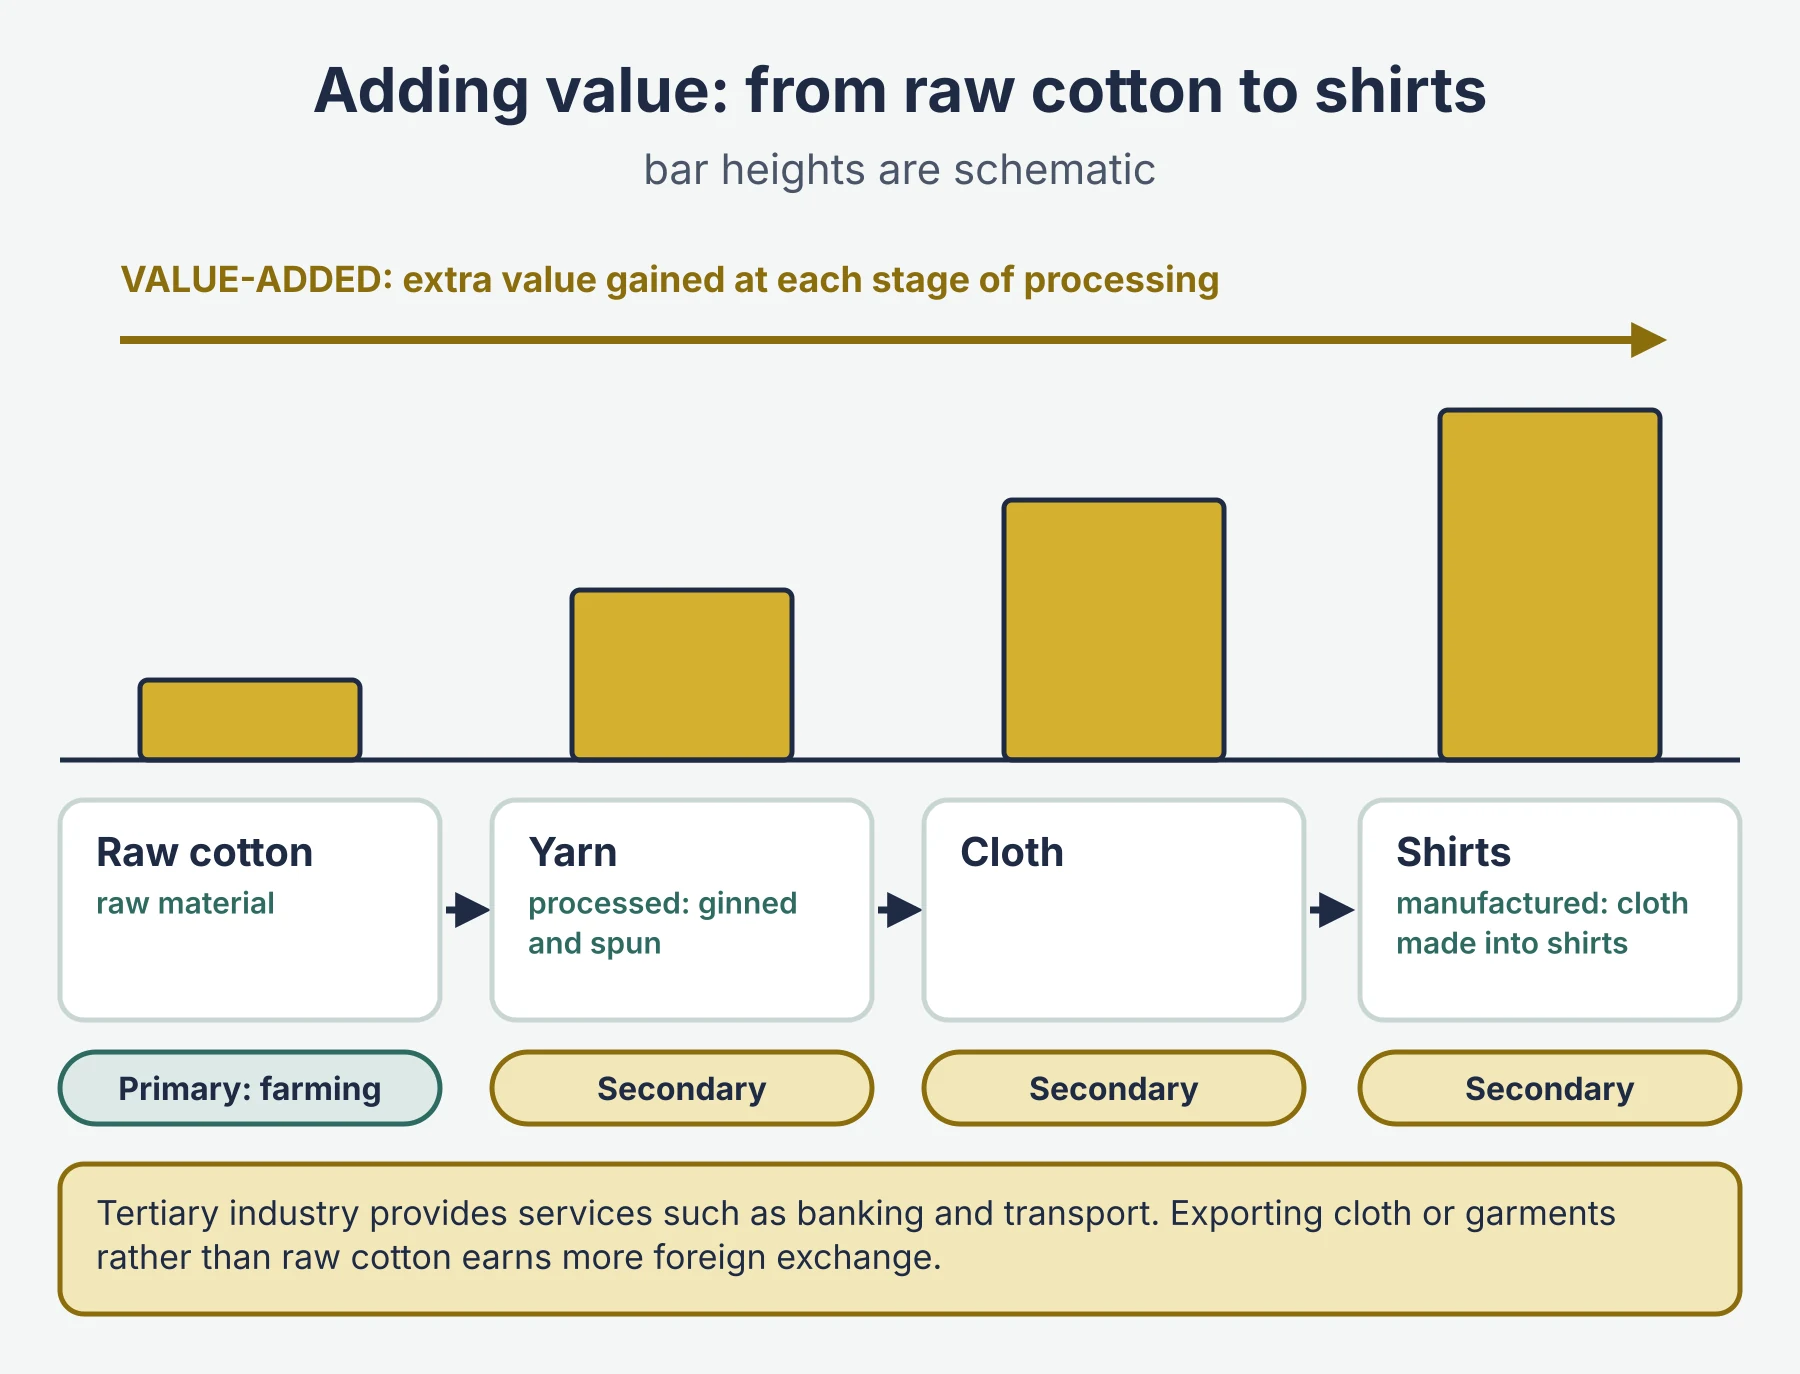 Adding value: from raw cotton to shirts
bar heights are schematic
VALUE-ADDED: extra value gained at each stage of processing
Raw cotton
raw material
Yarn
processed: ginned
and spun
Cloth
Shirts
manufactured: cloth
made into shirts
Primary: farming
Secondary
Secondary
Secondary
Tertiary industry provides services such as banking and transport. Exporting cloth or garments
rather than raw cotton earns more foreign exchange.